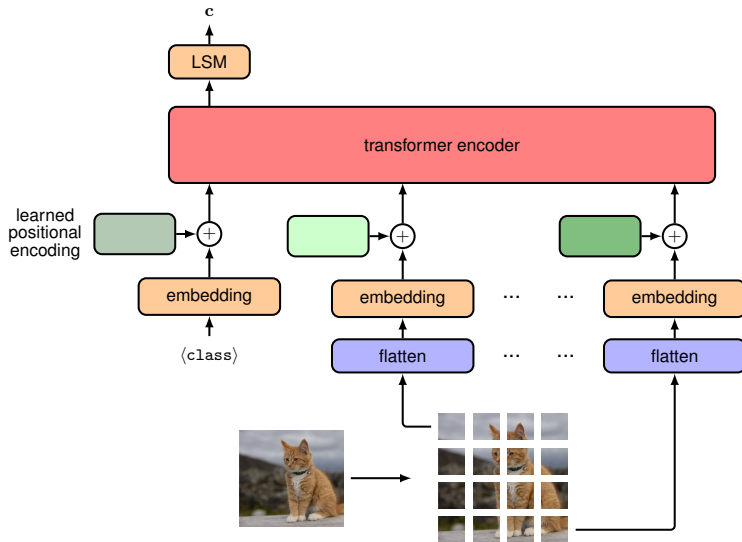 c
LSM
transformer encoder
learned
positional
encoding
+
+
+
embedding
embedding
... ...
embedding
⟨class⟩
flatten
... ...
flatten